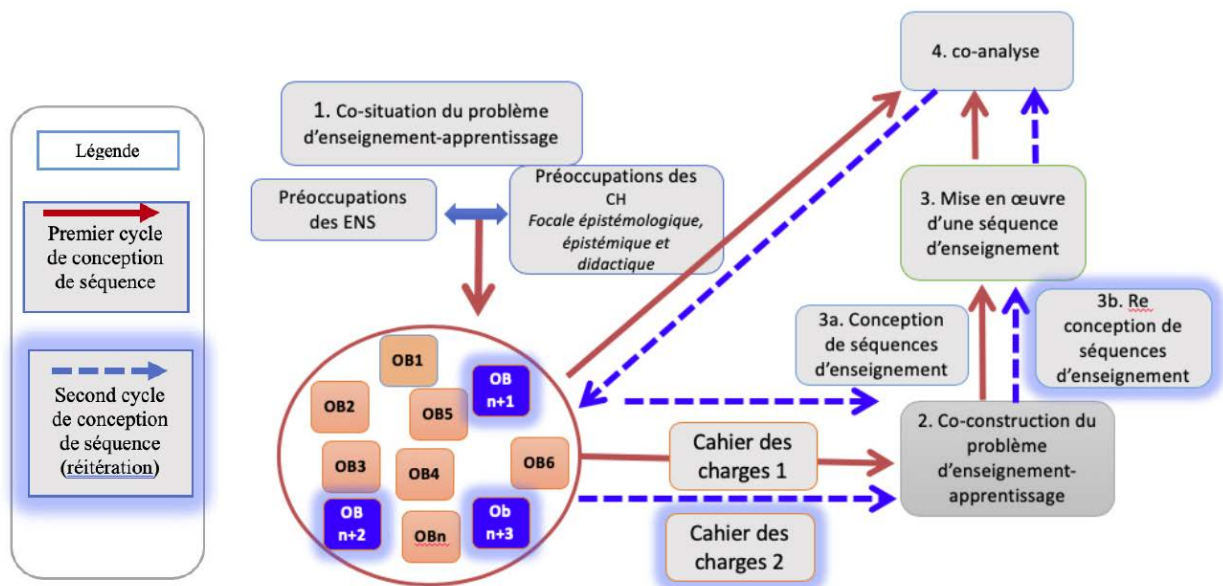 Légende
Premier cycle
de conception
de séquence
Second cycle
de conception
de séquence
(réitération)
1. Co-situation du problème
d'enseignement-apprentissage
Préoccupations
des ENS
Préoccupations des
CH
Focale épistémologique,
épistémique et
didactique
OB1
OB2
OB5
OB
n+1
OB3
OB4
OB6
OB
n+2
OBn
Ob
n+3
Cahier des
charges 1
Cahier des
charges 2
4. co-analyse
3. Mise en œuvre
d'une séquence
d'enseignement
3a. Conception
de séquences
d'enseignement
3b. Re
conception de
séquences
d'enseignement
2. Co-construction du
problème
d'enseignement-
apprentissage